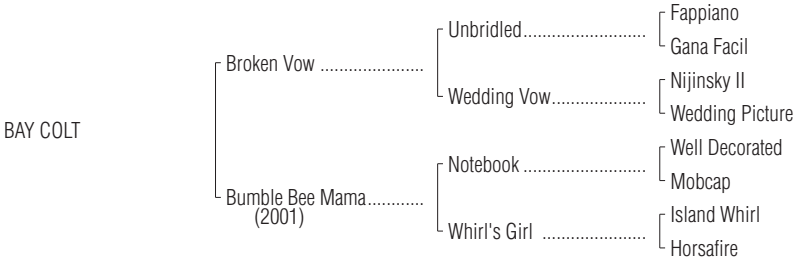 Fappiano
Unbridled..........................
Gana Facil
Broken Vow ......................
Nijinsky II
Wedding Vow....................
Wedding Picture
BAY COLT
Well Decorated
Notebook ..........................
Mobcap
Bumble Bee Mama............
(2001)
Island Whirl
Whirl's Girl ......................
Horsafire